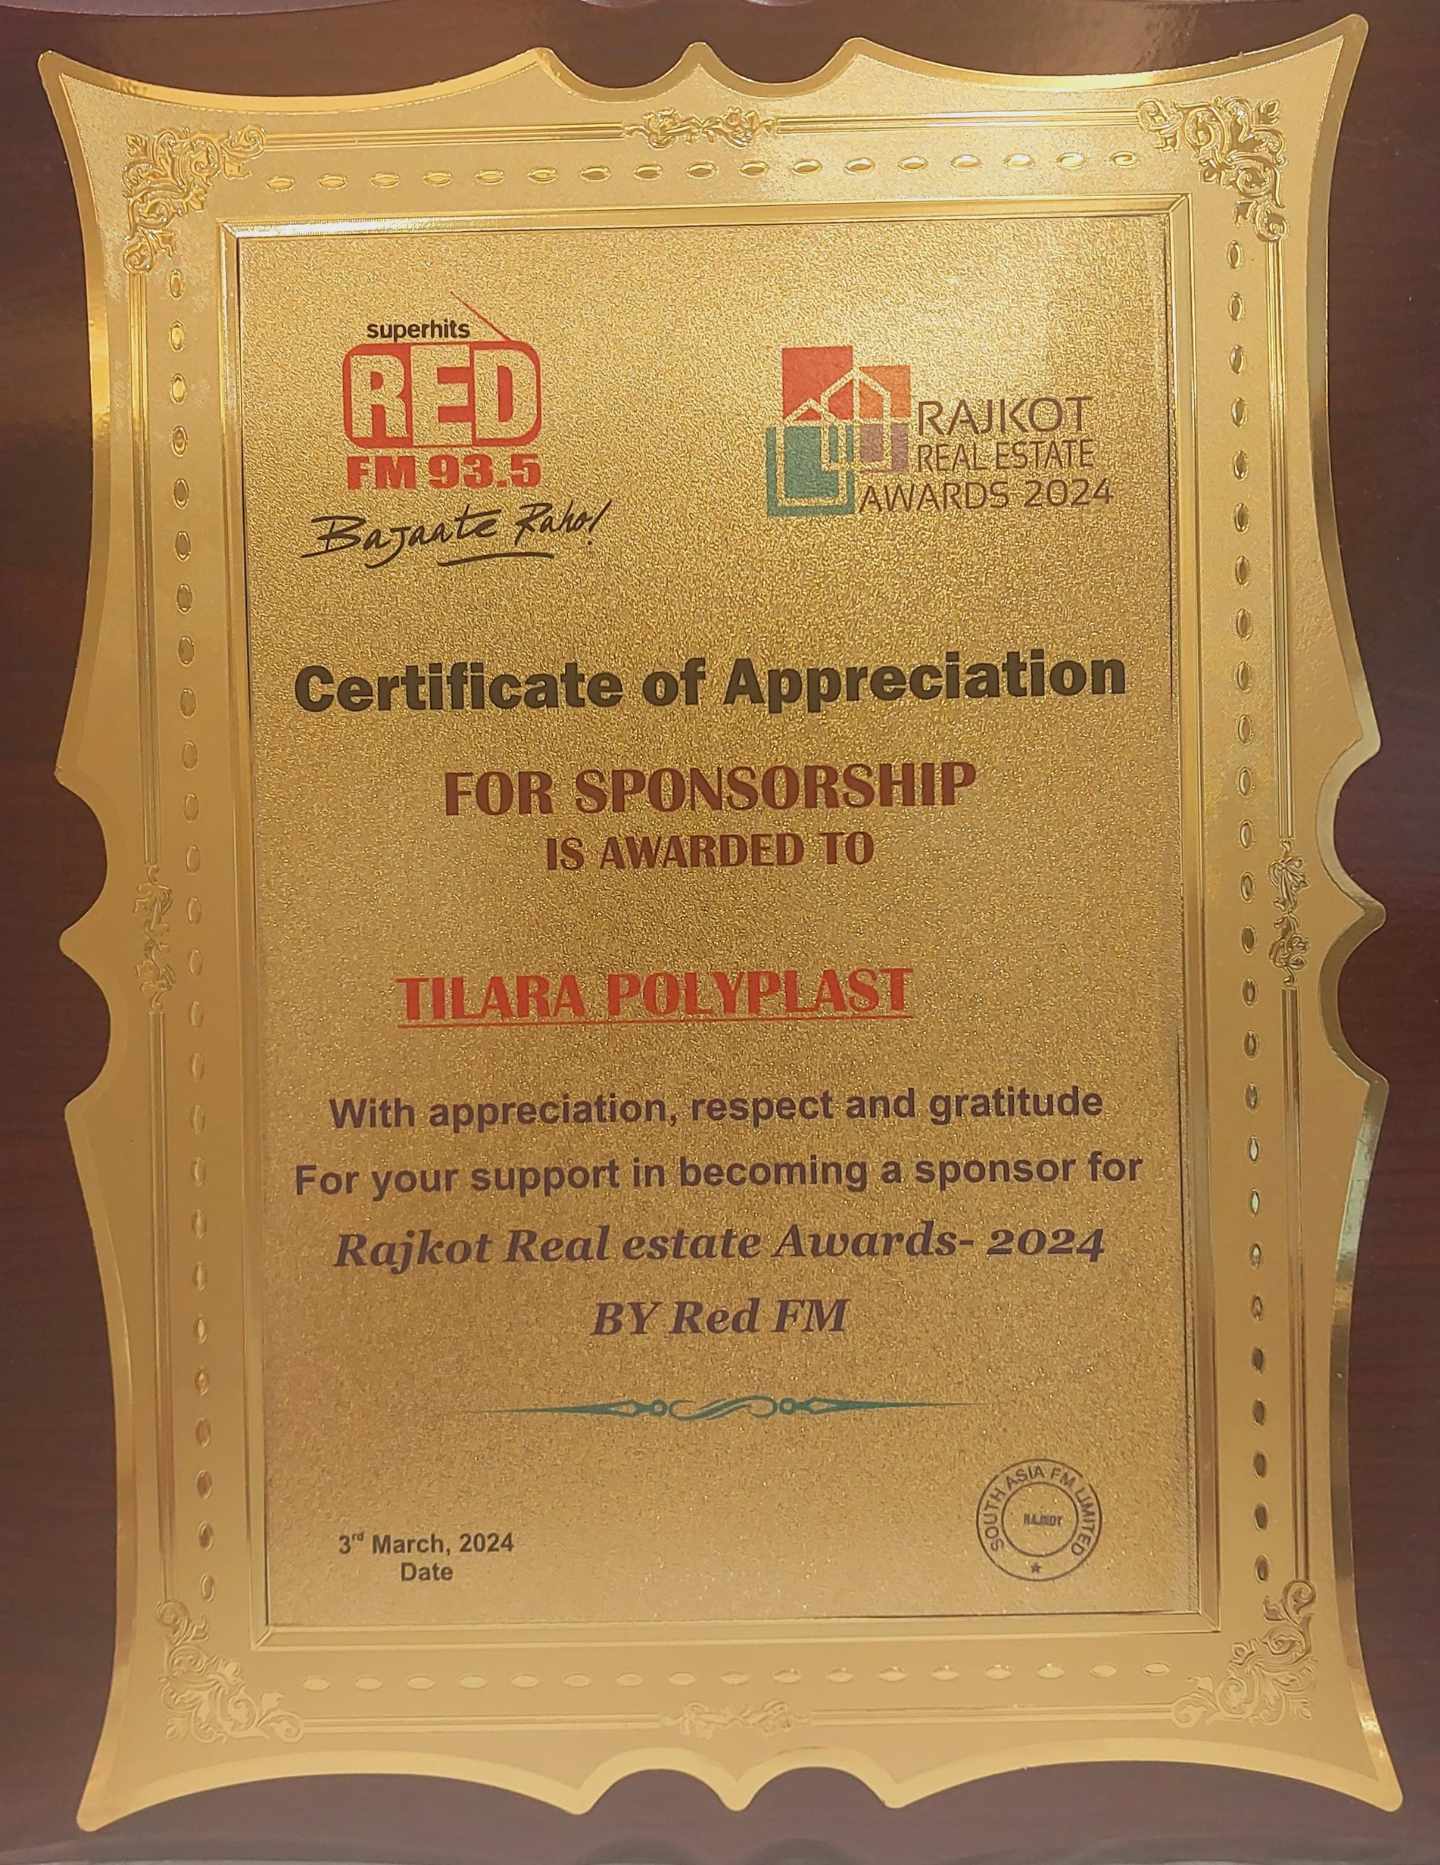 superhits
RED
FM 93.5
Bajaate Raho!
RAJKOT
REAL ESTATE
AWARDS 2024
Certificate of Appreciation
FOR SPONSORSHIP
IS AWARDED TO
TILARA POLYPLAST
With appreciation, respect and gratitude
For your support in becoming a sponsor for
Rajkot Real estate Awards- 2024
BY Red FM
3rd March, 2024
Date
SOUTH ASIA FM LIMITED
RAJKOT